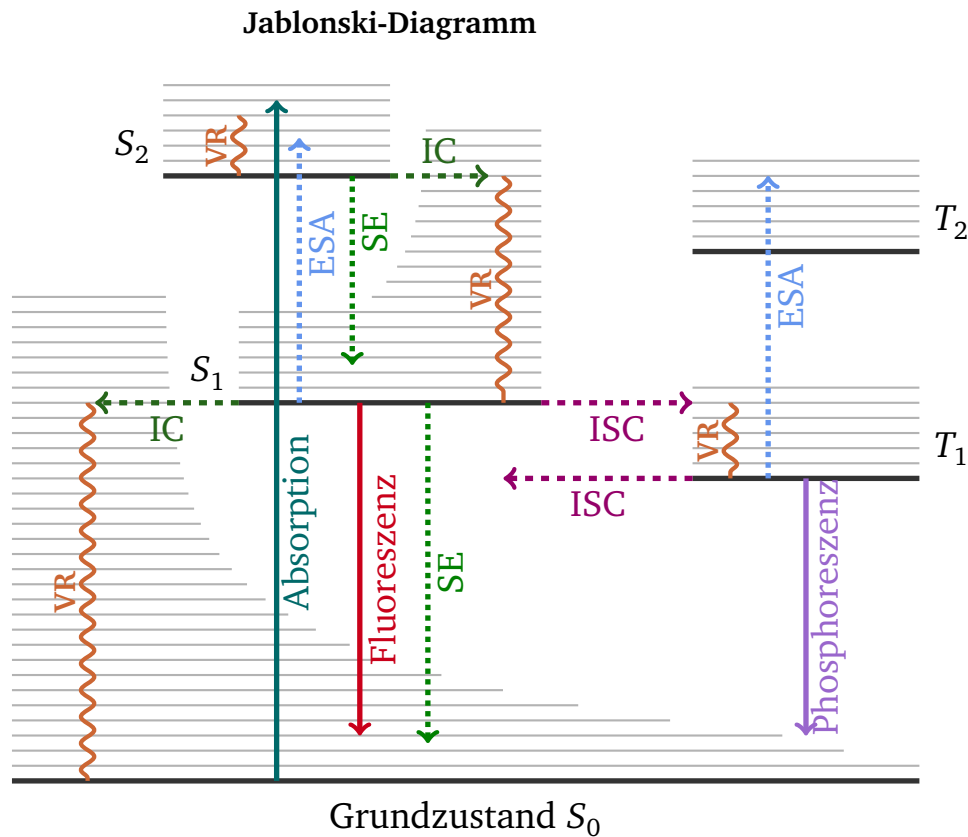 Jablonski-Diagramm
S₂
VR
IC
ESA
SE
VR
T₂
ESA
S₁
IC
ISC
VR
T₁
ISC
Absorption
Fluoreszenz
SE
VR
Phosphoreszenz
Grundzustand S₀